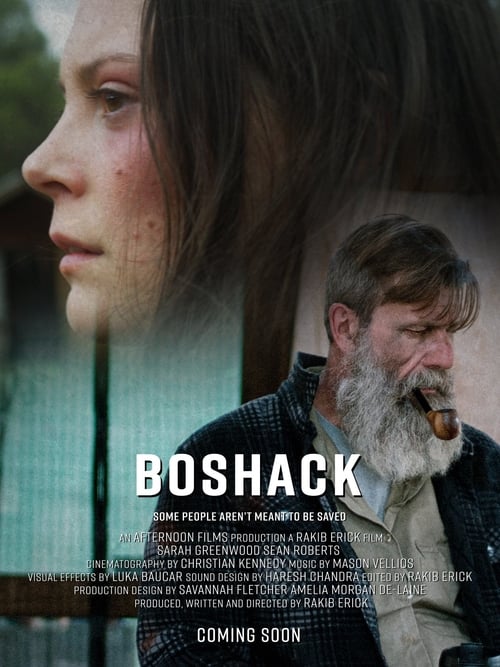 BOSHACK
SOME PEOPLE AREN'T MEANT TO BE SAVED
AN AFTERNOON FILMS PRODUCTION A RAKIB ERICK FILM
SARAH GREENWOOD SEAN ROBERTS
CINEMATOGRAPHY BY CHRISTIAN KENNEDY MUSIC BY MASON VELLIOS
VISUAL EFFECTS BY LUKA BAUCAR SOUND DESIGN BY HARESH CHANDRA EDITED BY RAKIB ERICK
PRODUCTION DESIGN BY SAVANNAH FLETCHER AMELIA MORGAN DE-LAINE
PRODUCED, WRITTEN AND DIRECTED BY RAKIB ERICK
COMING SOON